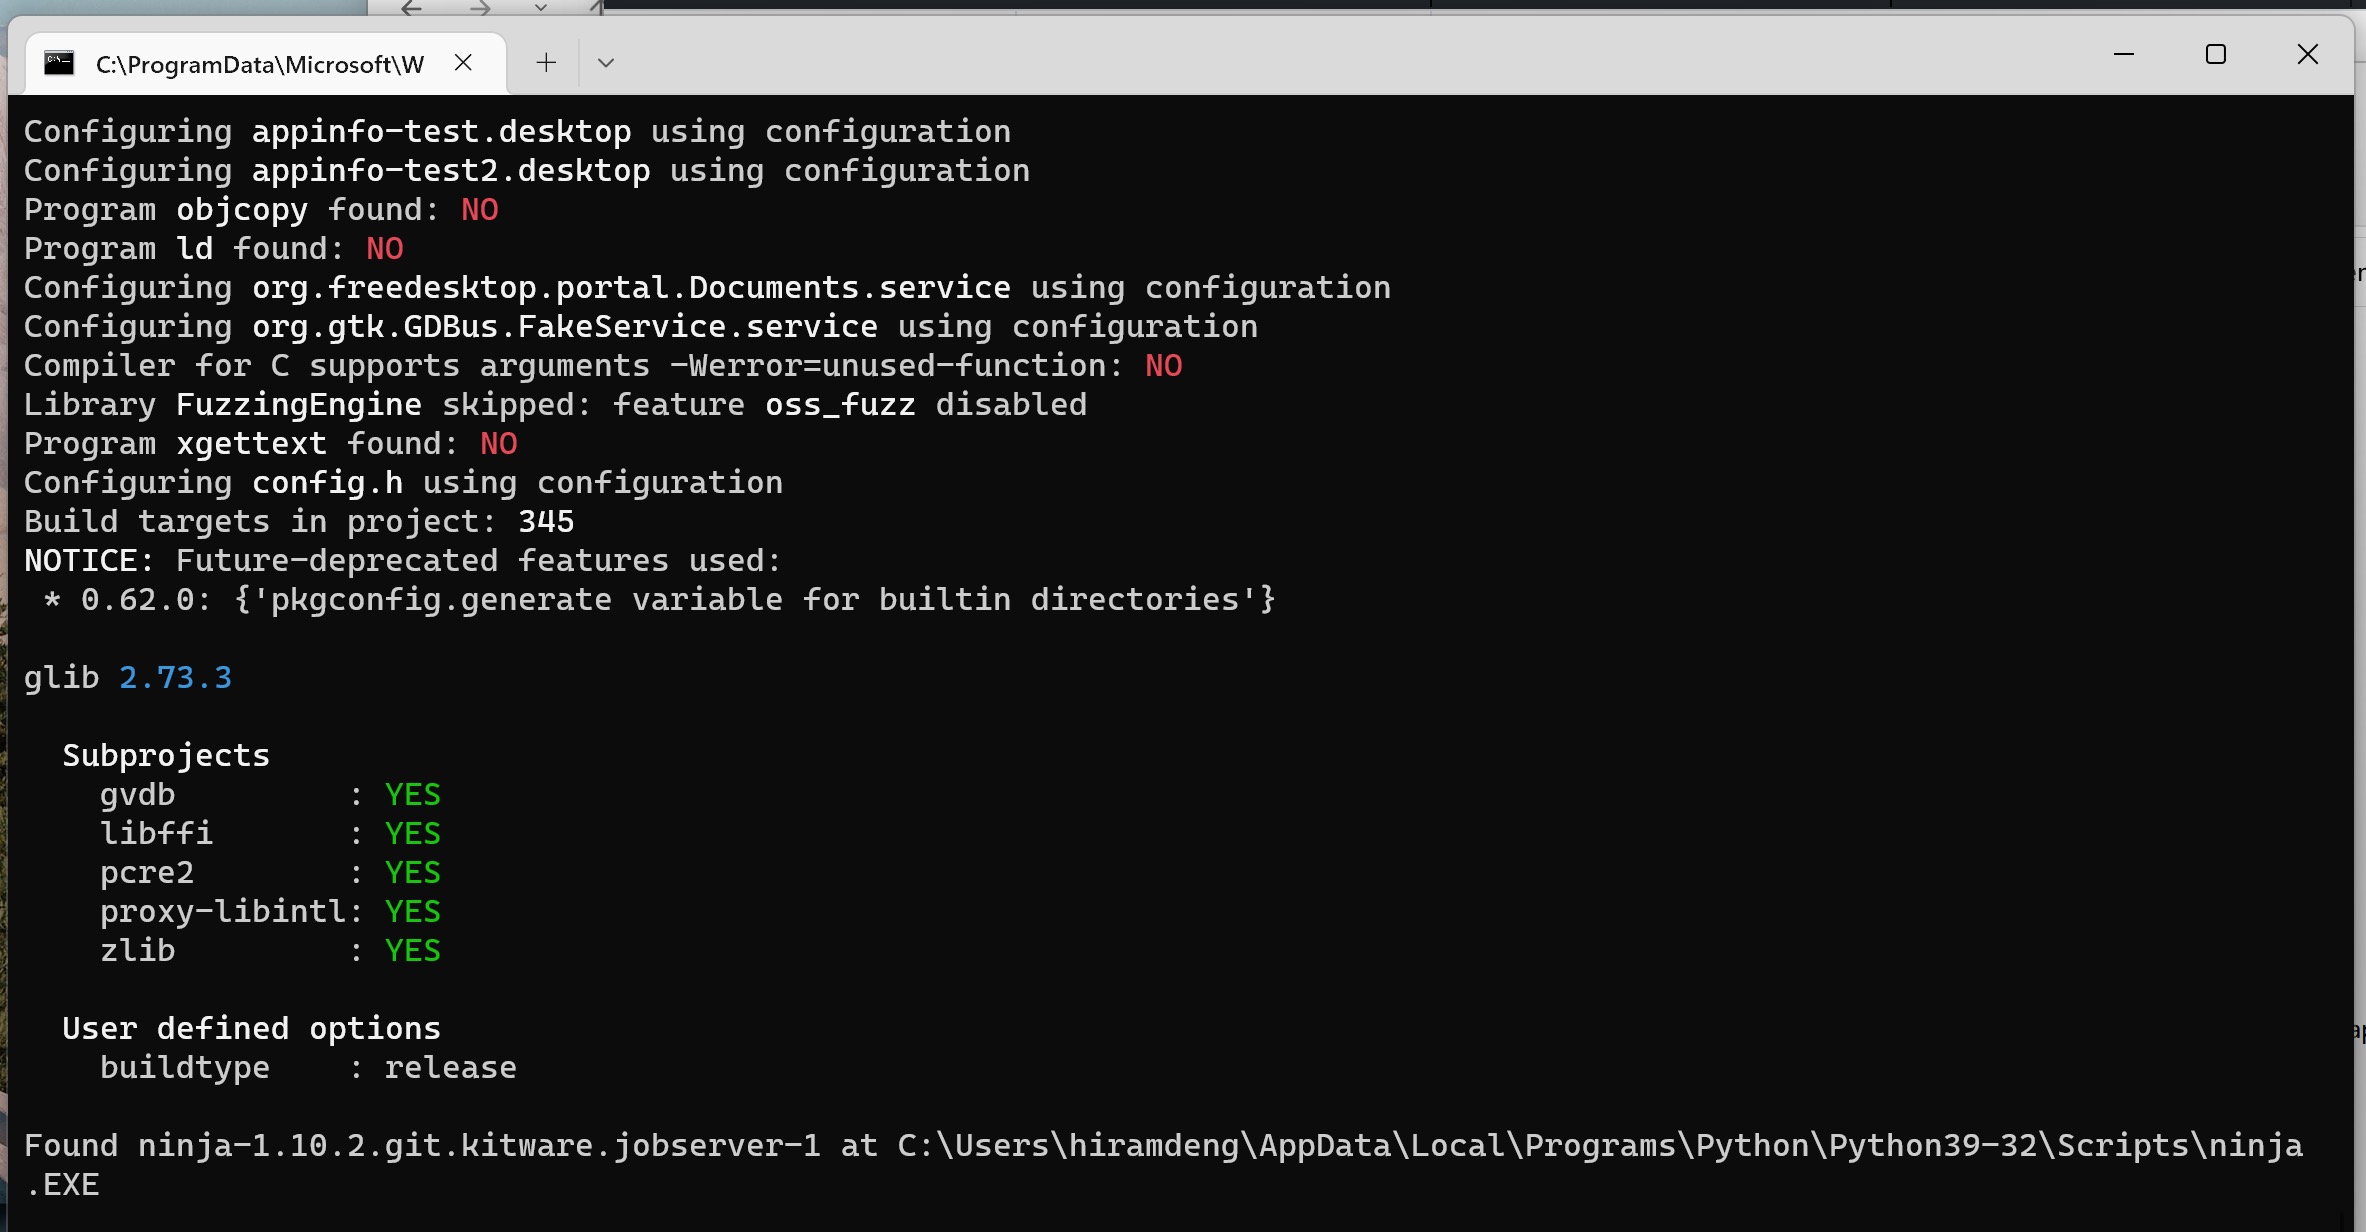 C:\ProgramData\Microsoft\W
Configuring appinfo-test.desktop using configuration
Configuring appinfo-test2.desktop using configuration
Program objcopy found: NO
Program ld found: NO
Configuring org.freedesktop.portal.Documents.service using configuration
Configuring org.gtk.GDBus.FakeService.service using configuration
Compiler for C supports arguments -Werror=unused-function: NO
Library FuzzingEngine skipped: feature oss_fuzz disabled
Program xgettext found: NO
Configuring config.h using configuration
Build targets in project: 345
NOTICE: Future-deprecated features used:
 * 0.62.0: {'pkgconfig.generate variable for builtin directories'}
glib 2.73.3
Subprojects
gvdb : YES
libffi : YES
pcre2 : YES
proxy-libintl: YES
zlib : YES
User defined options
buildtype : release
Found ninja-1.10.2.git.kitware.jobserver-1 at C:\Users\hiramdeng\AppData\Local\Programs\Python\Python39-32\Scripts\ninja
.EXE